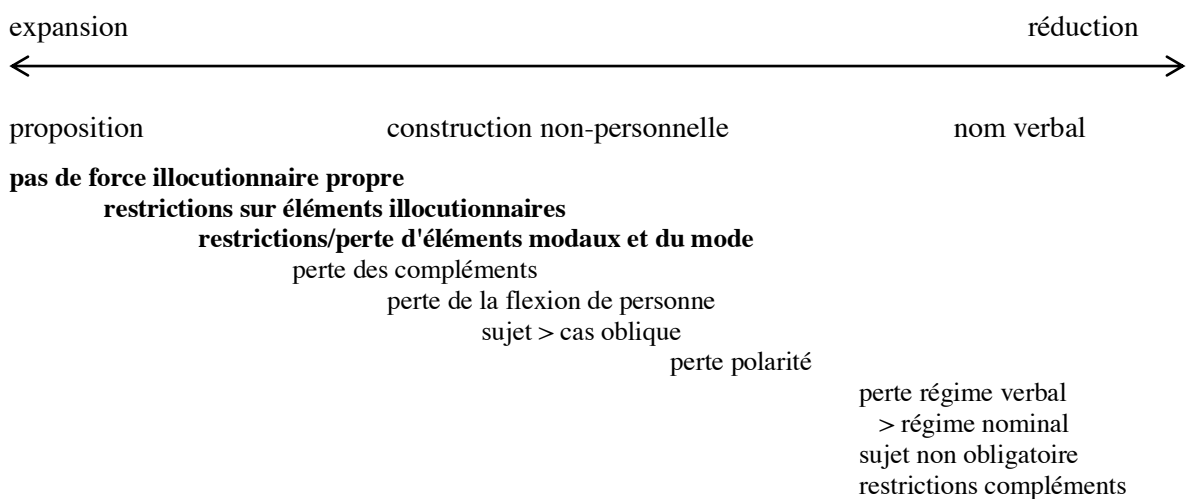 expansion réduction
proposition construction non-personnelle nom verbal
pas de force illocutionnaire propre
restrictions sur éléments illocutionnaires
restrictions/perte d'éléments modaux et du mode
perte des compléments
perte de la flexion de personne
sujet > cas oblique
perte polarité
perte régime verbal
> régime nominal
sujet non obligatoire
restrictions compléments